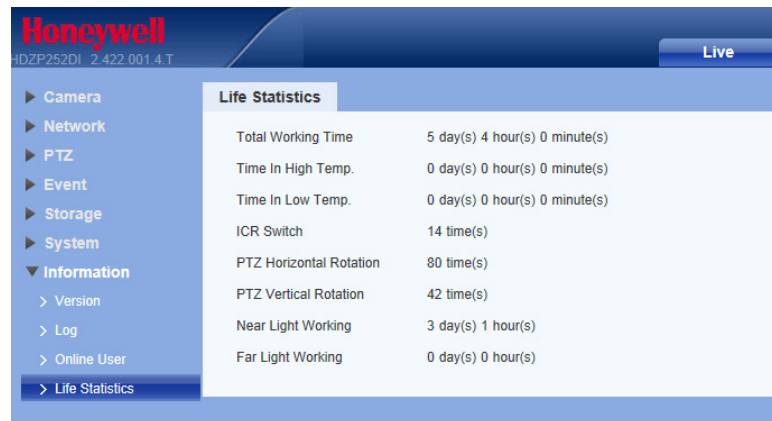 Honeywell
HDZP252DI 2.422.001.4.T
Live
Camera
Network
PTZ
Event
Storage
System
Information
Version
Log
Online User
Life Statistics
Life Statistics
Total Working Time 5 day(s) 4 hour(s) 0 minute(s)
Time In High Temp. 0 day(s) 0 hour(s) 0 minute(s)
Time In Low Temp. 0 day(s) 0 hour(s) 0 minute(s)
ICR Switch 14 time(s)
PTZ Horizontal Rotation 80 time(s)
PTZ Vertical Rotation 42 time(s)
Near Light Working 3 day(s) 1 hour(s)
Far Light Working 0 day(s) 0 hour(s)